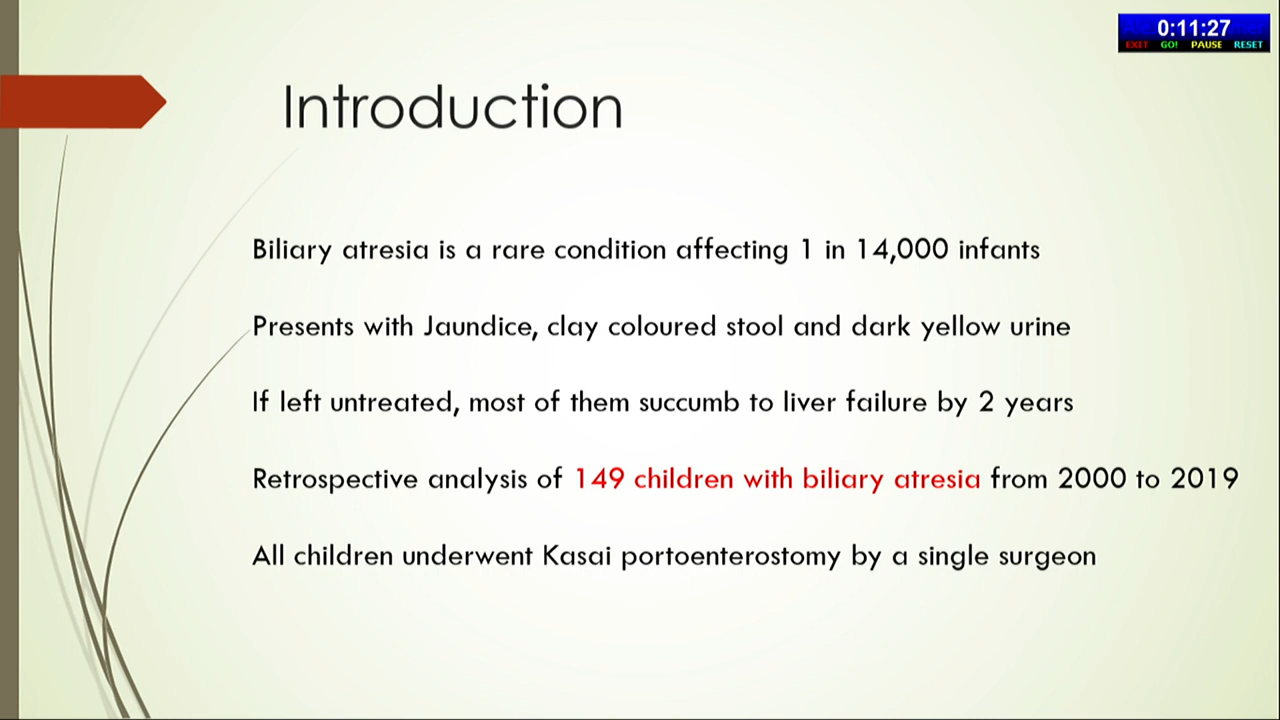 0:11:27
EXIT GO! PAUSE RESET
Introduction
Biliary atresia is a rare condition affecting 1 in 14,000 infants
Presents with Jaundice, clay coloured stool and dark yellow urine
If left untreated, most of them succumb to liver failure by 2 years
Retrospective analysis of 149 children with biliary atresia from 2000 to 2019
All children underwent Kasai portoenterostomy by a single surgeon